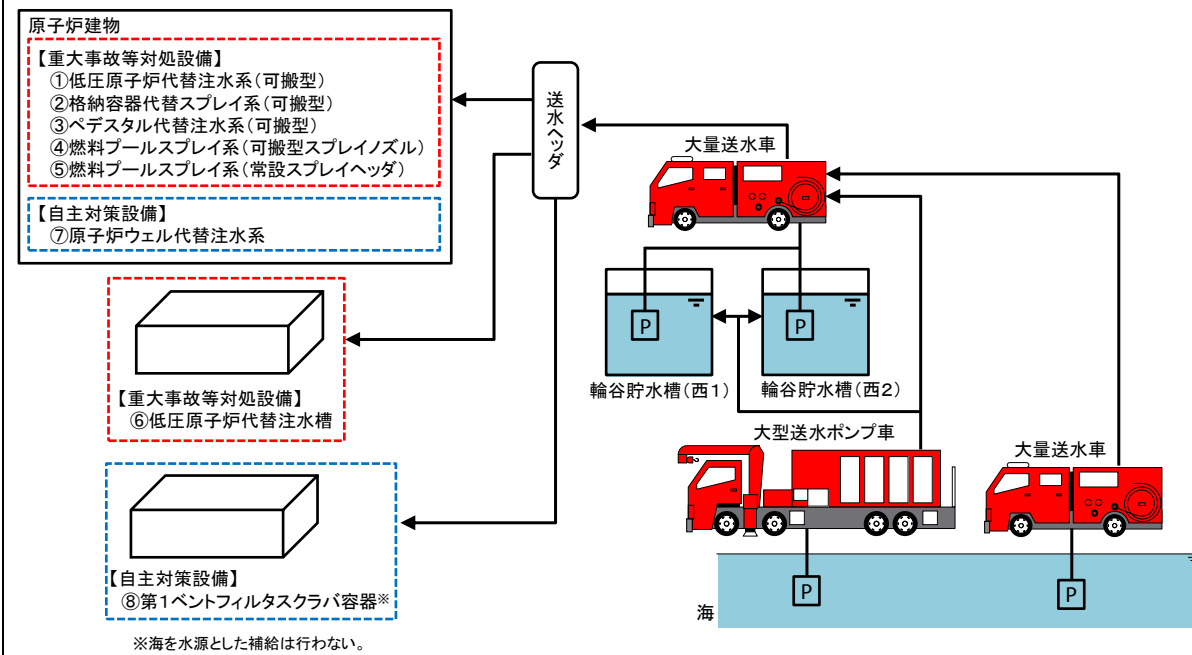 原子炉建物
【重大事故等対処設備】
①低圧原子炉代替注水系(可搬型)
②格納容器代替スプレイ系(可搬型)
③ペデスタル代替注水系(可搬型)
④燃料プールスプレイ系(可搬型スプレイノズル)
⑤燃料プールスプレイ系(常設スプレイヘッダ)
【自主対策設備】
⑦原子炉ウェル代替注水系
送水ヘッダ
大量送水車
P
P
輪谷貯水槽(西1)
輪谷貯水槽(西2)
【重大事故等対処設備】
⑥低圧原子炉代替注水槽
大型送水ポンプ車
大量送水車
P
P
海
【自主対策設備】
⑧第1ベントフィルタスクラバ容器※
※海を水源とした補給は行わない。